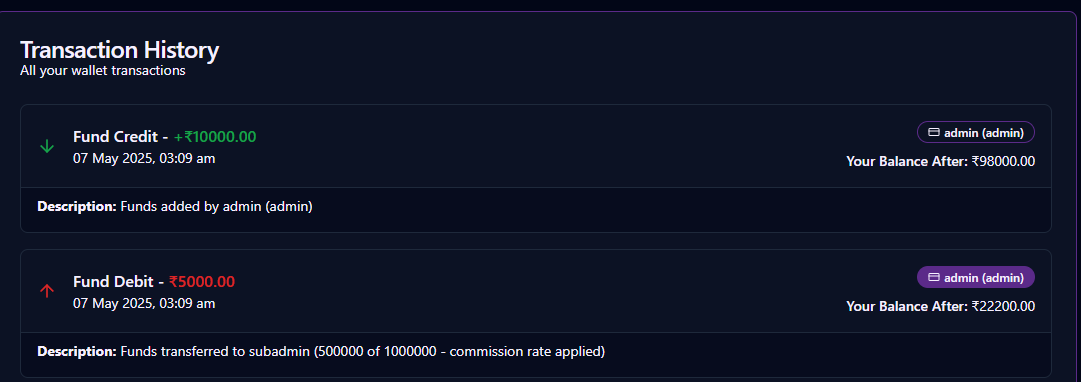 Transaction History
All your wallet transactions
Fund Credit - +₹10000.00
admin (admin)
07 May 2025, 03:09 am
Your Balance After: ₹98000.00
Description: Funds added by admin (admin)
Fund Debit - ₹5000.00
admin (admin)
07 May 2025, 03:09 am
Your Balance After: ₹22200.00
Description: Funds transferred to subadmin (500000 of 1000000 - commission rate applied)